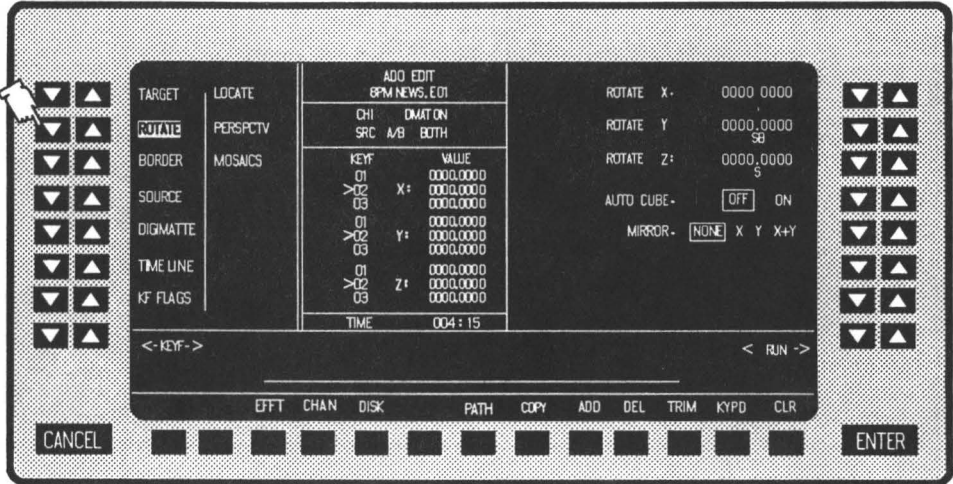 TARGET LOCATE
ROTATE PERSPCTV
BORDER MOSAICS
SOURCE
DIGIMATTE
TIME LINE
KF FLAGS
ADO EDIT
8PM NEWS.E01
CH1 DMAT ON
SRC A/B BOTH
KEYF VALUE
01 0000.0000
>02 X: 0000.0000
03 0000.0000
01 0000.0000
>02 Y: 0000.0000
03 0000.0000
01 0000.0000
>02 Z: 0000.0000
03 0000.0000
TIME 004:15
ROTATE X. 0000 0000
ROTATE Y 0000.0000
SB
ROTATE Z: 0000.0000
S
AUTO CUBE- OFF ON
MIRROR- NONE X Y X+Y
<-KEYF-> < RUN ->
EFFT CHAN DISK PATH COPY ADD DEL TRIM KYPD CLR
CANCEL ENTER